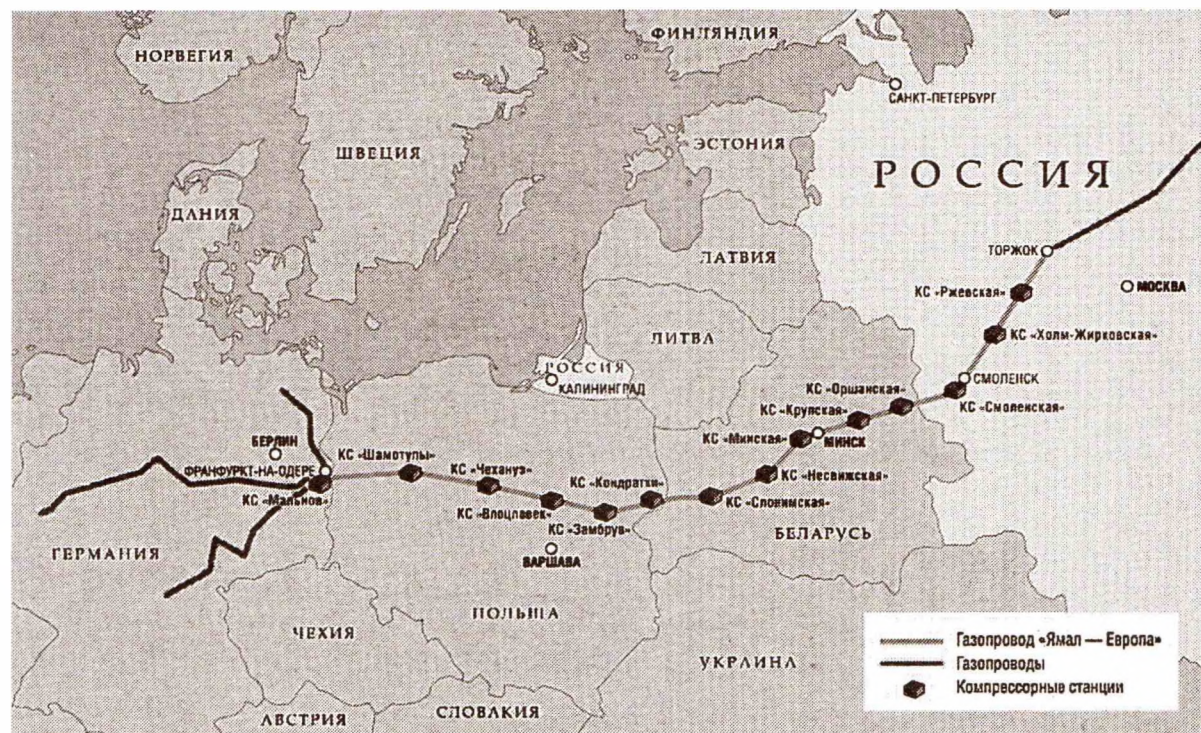 НОРВЕГИЯ
ФИНЛЯНДИЯ
САНКТ-ПЕТЕРБУРГ
ШВЕЦИЯ
ЭСТОНИЯ
РОССИЯ
ДАНИЯ
ТОРЖОК
ЛАТВИЯ
МОСКВА
КС «Ржевская»
КС «Холм-Жирковская»
ЛИТВА
РОССИЯ
КАЛИНИНГРАД
СМОЛЕНСК
КС «Оршанская»
КС «Смоленская»
КС «Крупская»
КС «Минская»
МИНСК
БЕРЛИН
КС «Шамотулы»
ФРАНФУРКТ-НА-ОДЕРЕ
КС «Чехануз»
КС «Кондратки»
КС «Несвижская»
КС «Мальнов»
КС «Влоцлавек»
КС «Слонимская»
КС «Замбрув»
БЕЛАРУСЬ
ГЕРМАНИЯ
ВАРШАВА
ПОЛЬША
ЧЕХИЯ
УКРАИНА
АВСТРИЯ
СЛОВАКИЯ
Газопровод «Ямал — Европа»
Газопроводы
Компрессорные станции